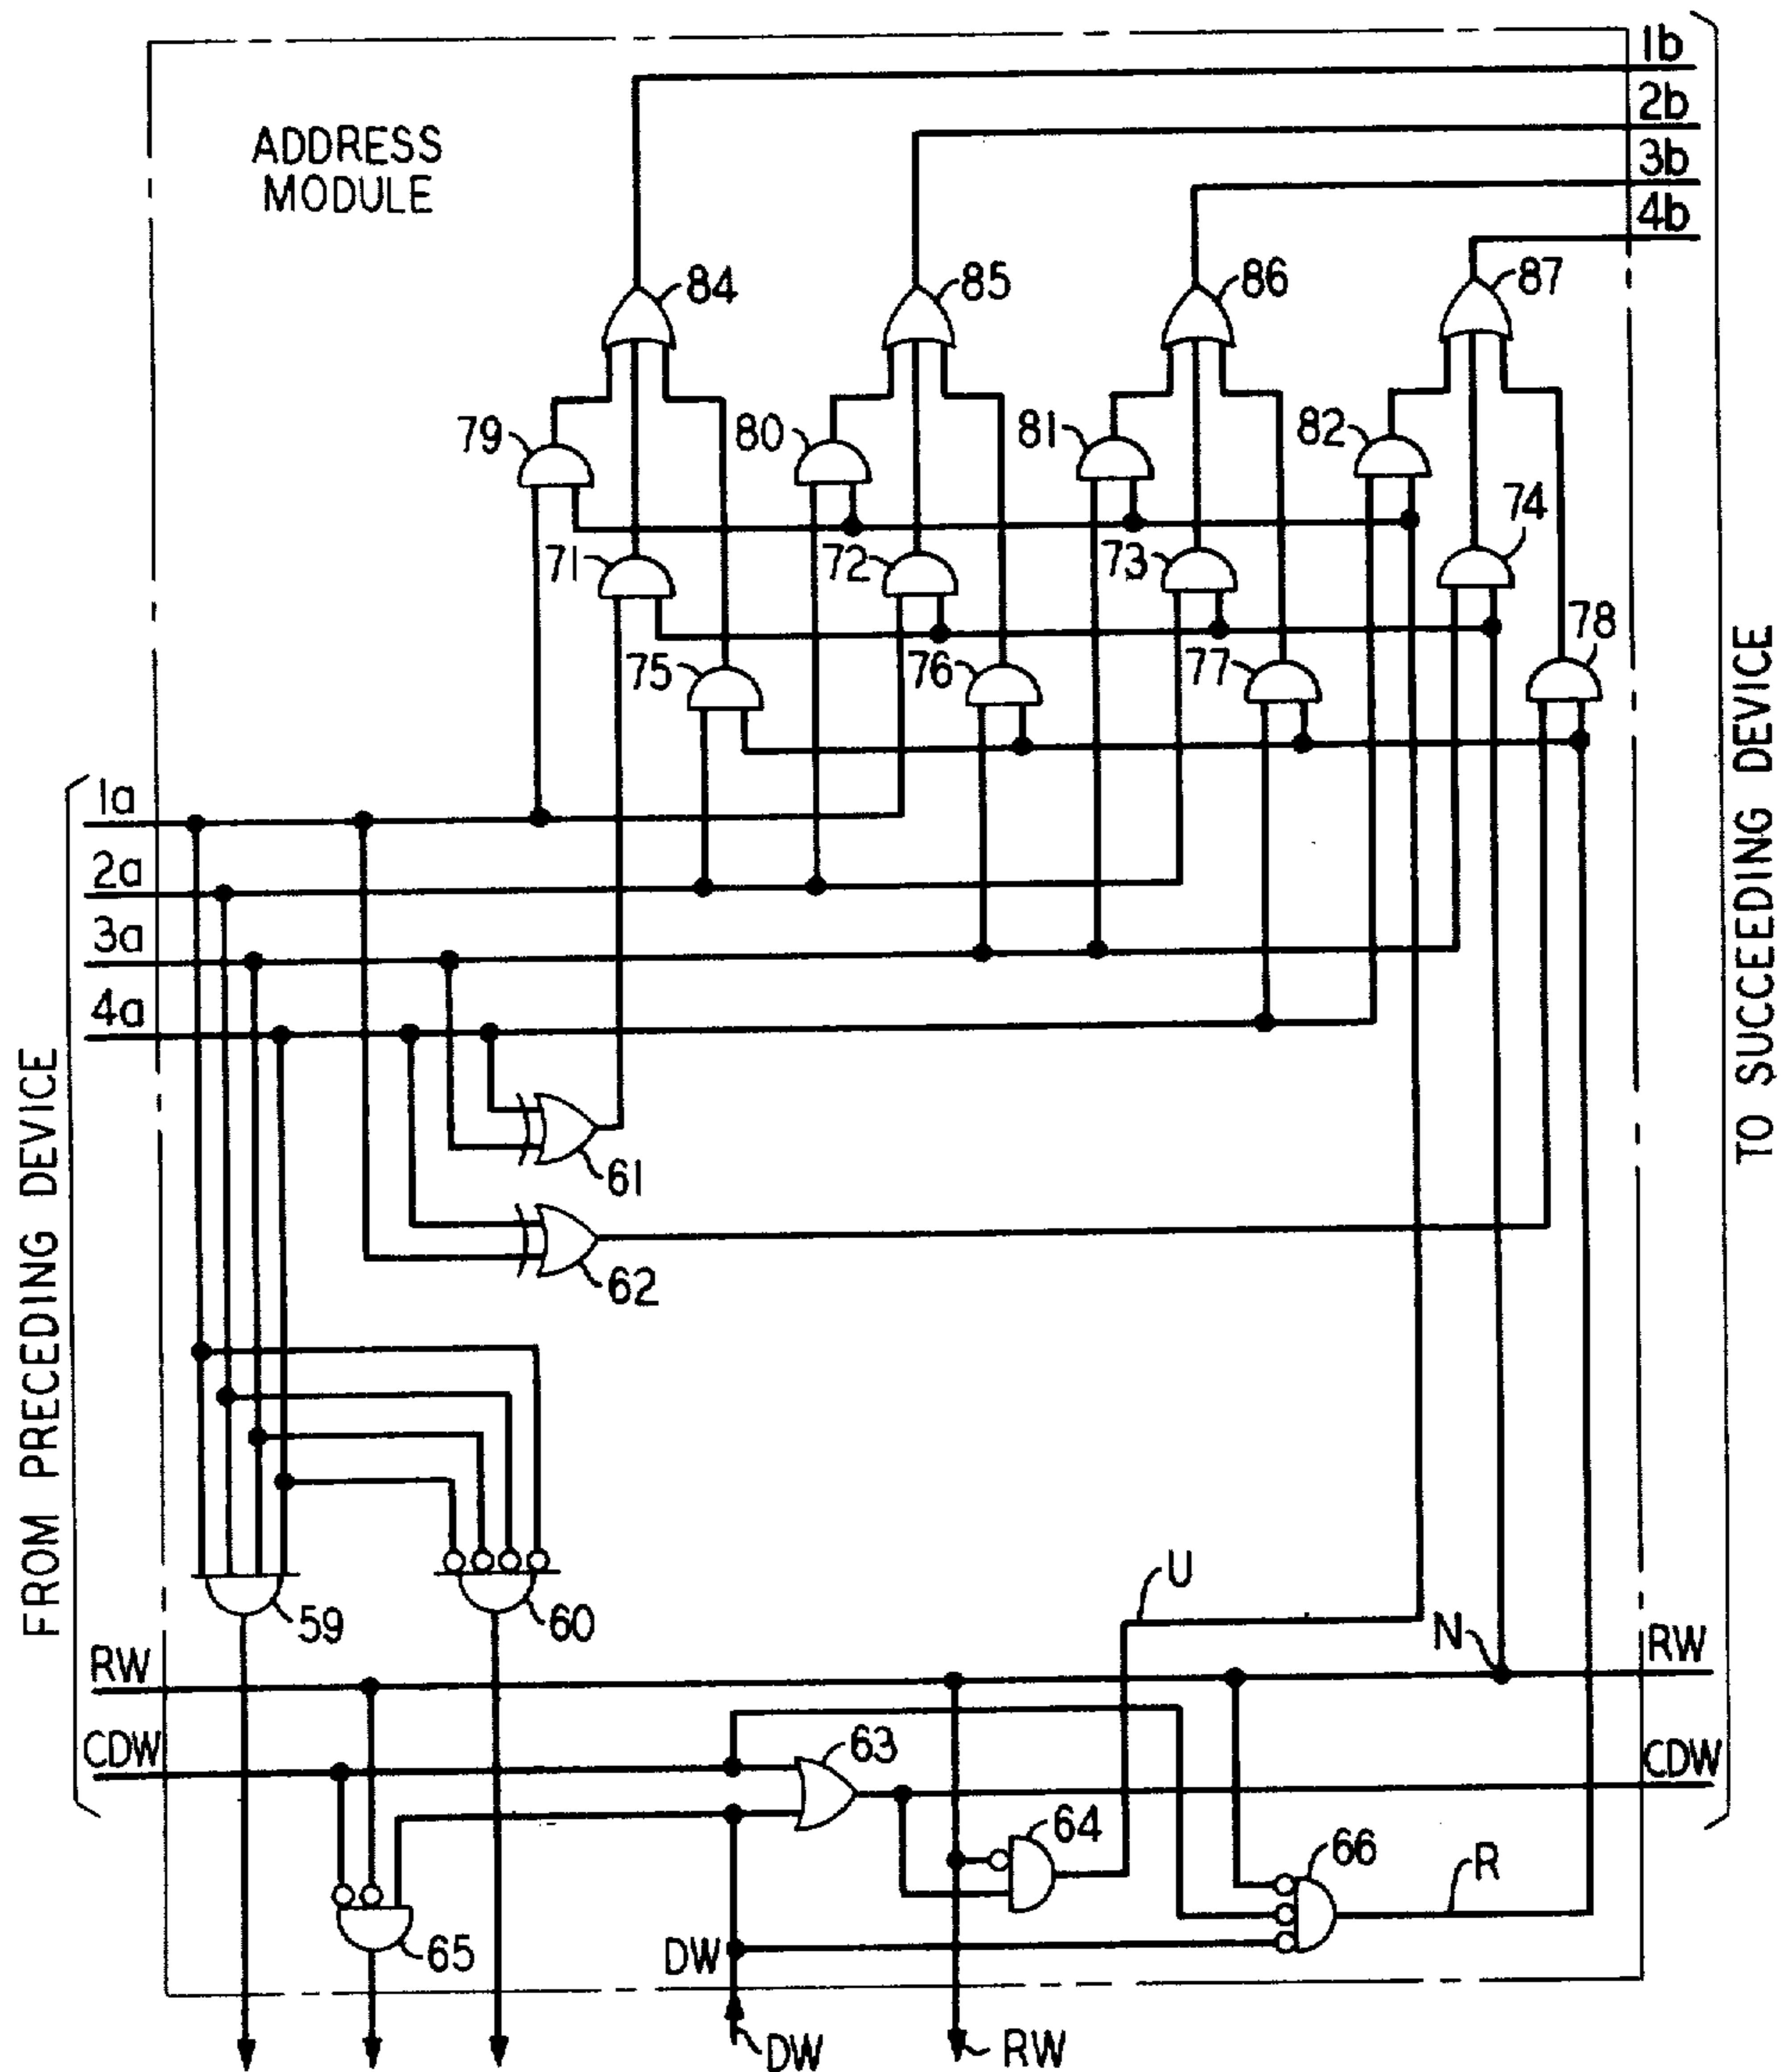 1b
2b
ADDRESS
MODULE
3b
4b
84
85
86
87
79
80
81
82
74
71
72
73
78
75
76
77
1a
2a
3a
4a
61
62
FROM PRECEDING DEVICE
TO SUCCEEDING DEVICE
59
60
U
N
RW
RW
CDW
63
CDW
64
66
R
65
DW
DW
RW